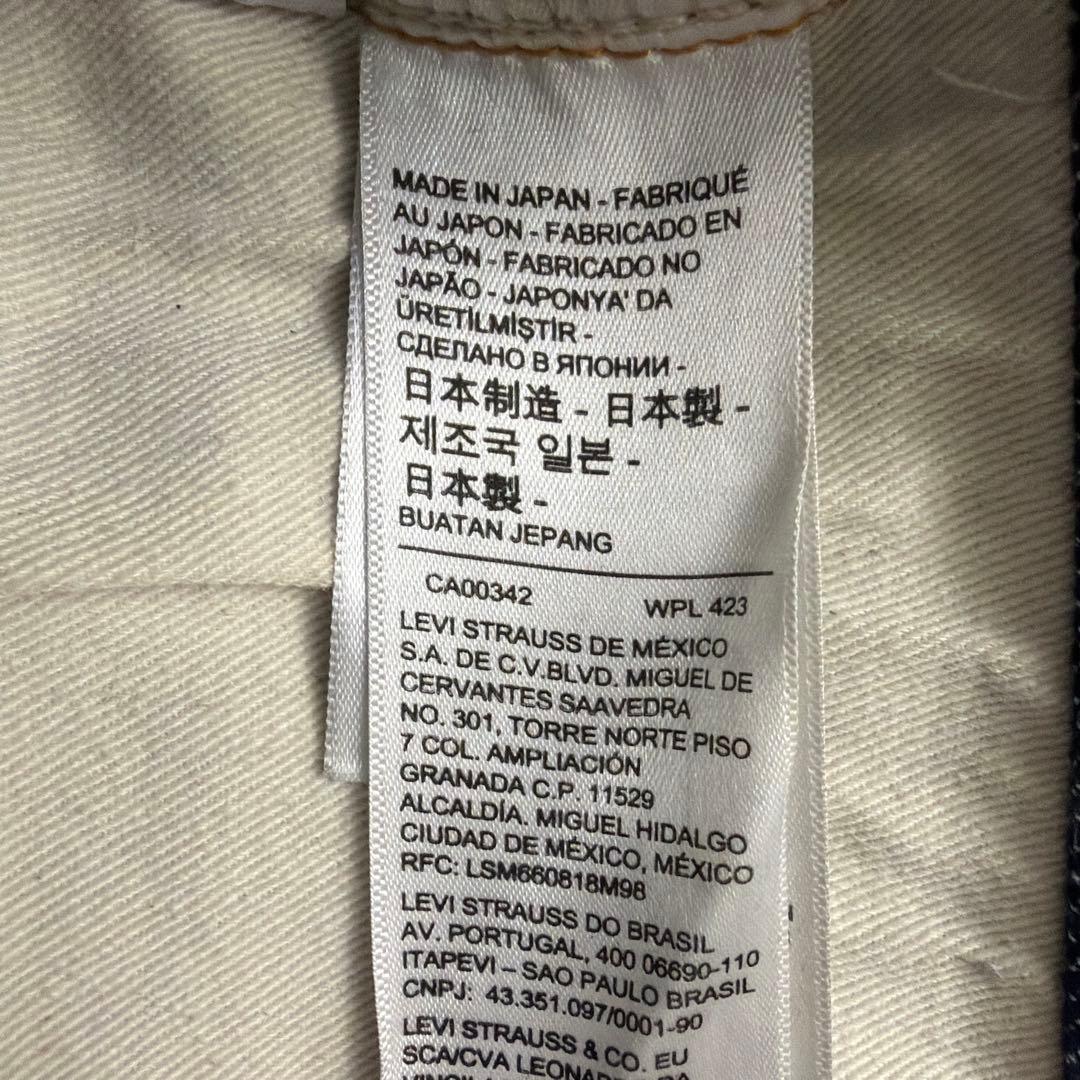 MADE IN JAPAN - FABRIQUÉ
AU JAPON - FABRICADO EN
JAPÓN - FABRICADO NO
JAPÃO - JAPONYA' DA
ÜRETİLMİŞTİR -
СДЕЛАНО В ЯПОНИИ -
日本制造 - 日本製 -
제조국 일본 -
日本製 -
BUATAN JEPANG
CA00342 WPL 423
LEVI STRAUSS DE MÉXICO
S.A. DE C.V.BLVD. MIGUEL DE
CERVANTES SAAVEDRA
NO. 301, TORRE NORTE PISO
7 COL. AMPLIACIÓN
GRANADA C.P. 11529
ALCALDÍA. MIGUEL HIDALGO
CIUDAD DE MÉXICO, MÉXICO
RFC: LSM660818M98
LEVI STRAUSS DO BRASIL
AV. PORTUGAL, 400 06690-110
ITAPEVI – SAO PAULO BRASIL
CNPJ: 43.351.097/0001-90
LEVI STRAUSS & CO. EU
SCA/CVA